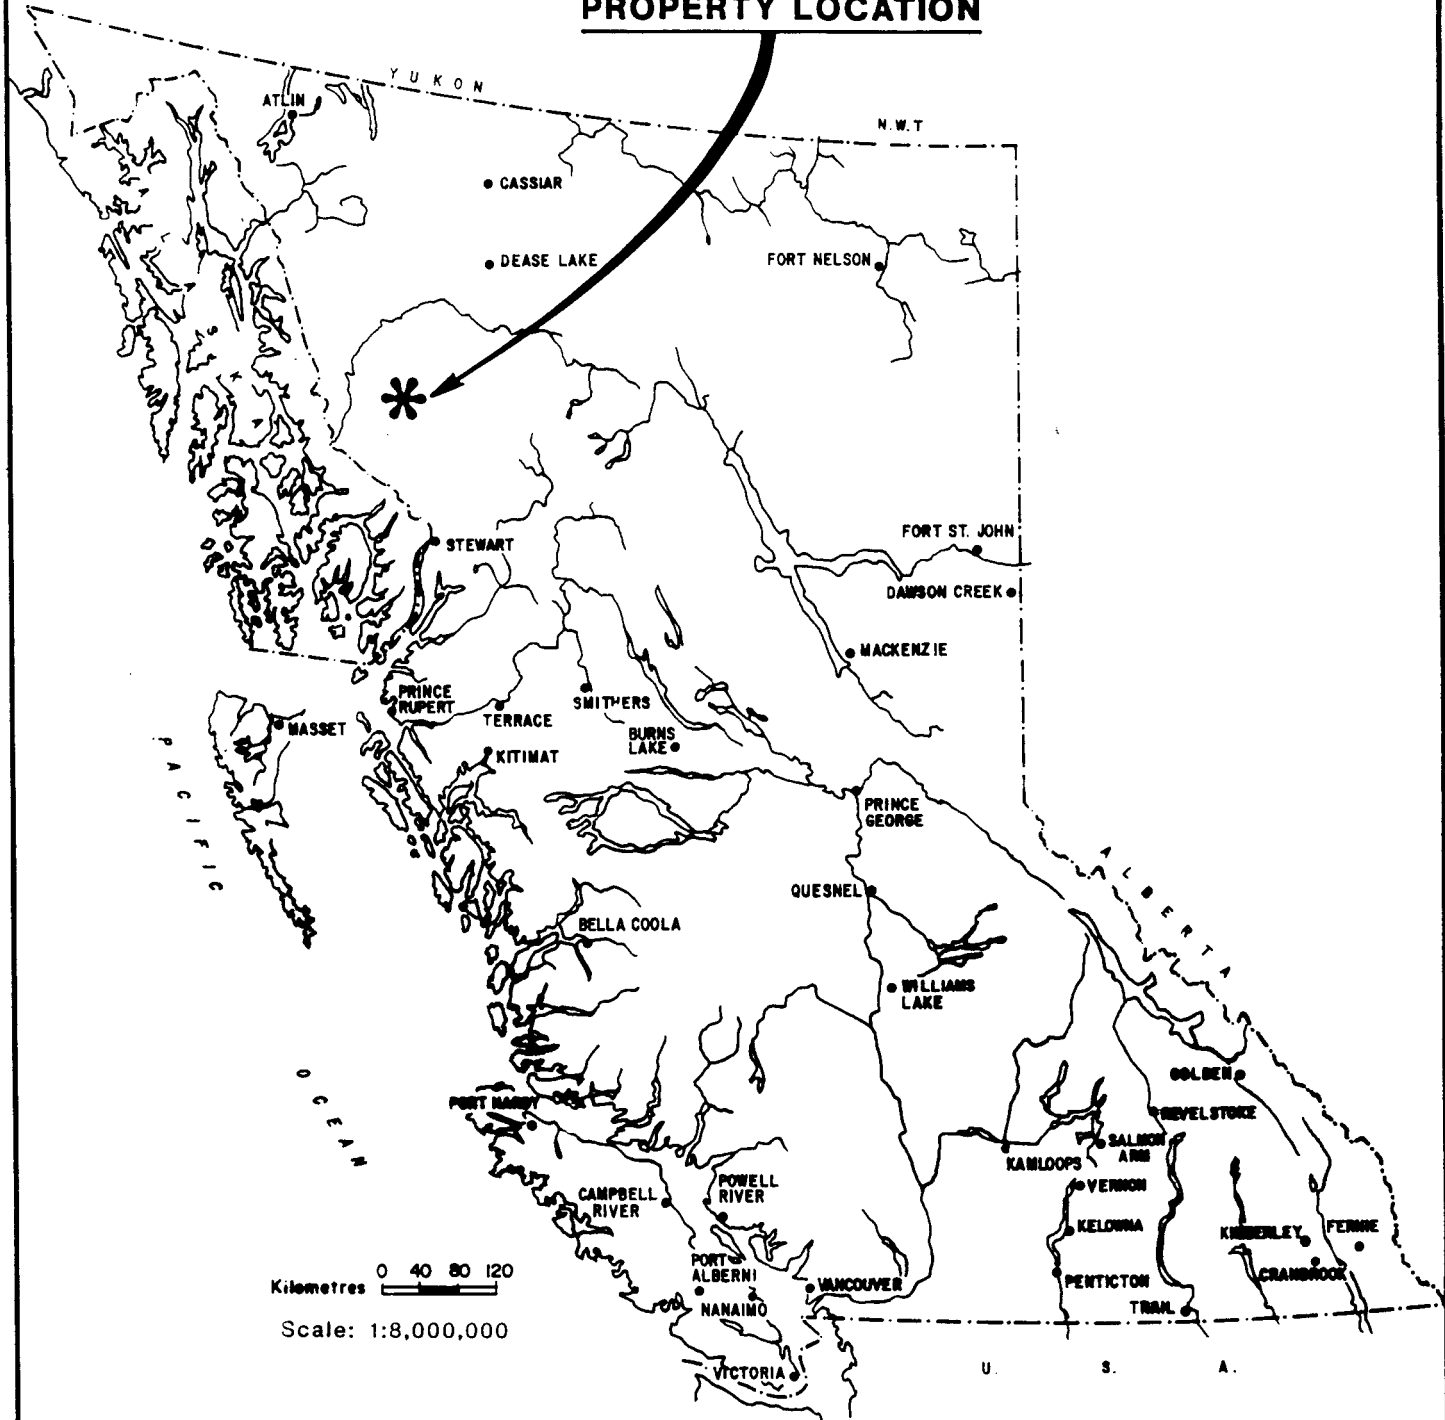 PROPERTY LOCATION
YUKON
N.W.T
ATLIN
CASSIAR
DEASE LAKE
FORT NELSON
ALASKA
STEWART
FORT ST. JOHN
DAWSON CREEK
MACKENZIE
PRINCE
RUPERT
TERRACE
SMITHERS
MASSET
BURNS
LAKE
KITIMAT
PACIFIC
PRINCE
GEORGE
ALBERTA
QUESNEL
BELLA COOLA
WILLIAMS
LAKE
OCEAN
GOLDEN
PORT HARDY
REVELSTOKE
SALMON
ARM
KAMLOOPS
VERNON
CAMPBELL
RIVER
POWELL
RIVER
KELOWNA
KIMBERLEY
FERNIE
PORT
ALBERNI
CRANBROOK
PENTICTON
VANCOUVER
NANAIMO
TRAIL
Kilometres 0 40 80 120
Scale: 1:8,000,000
VICTORIA
U. S. A.